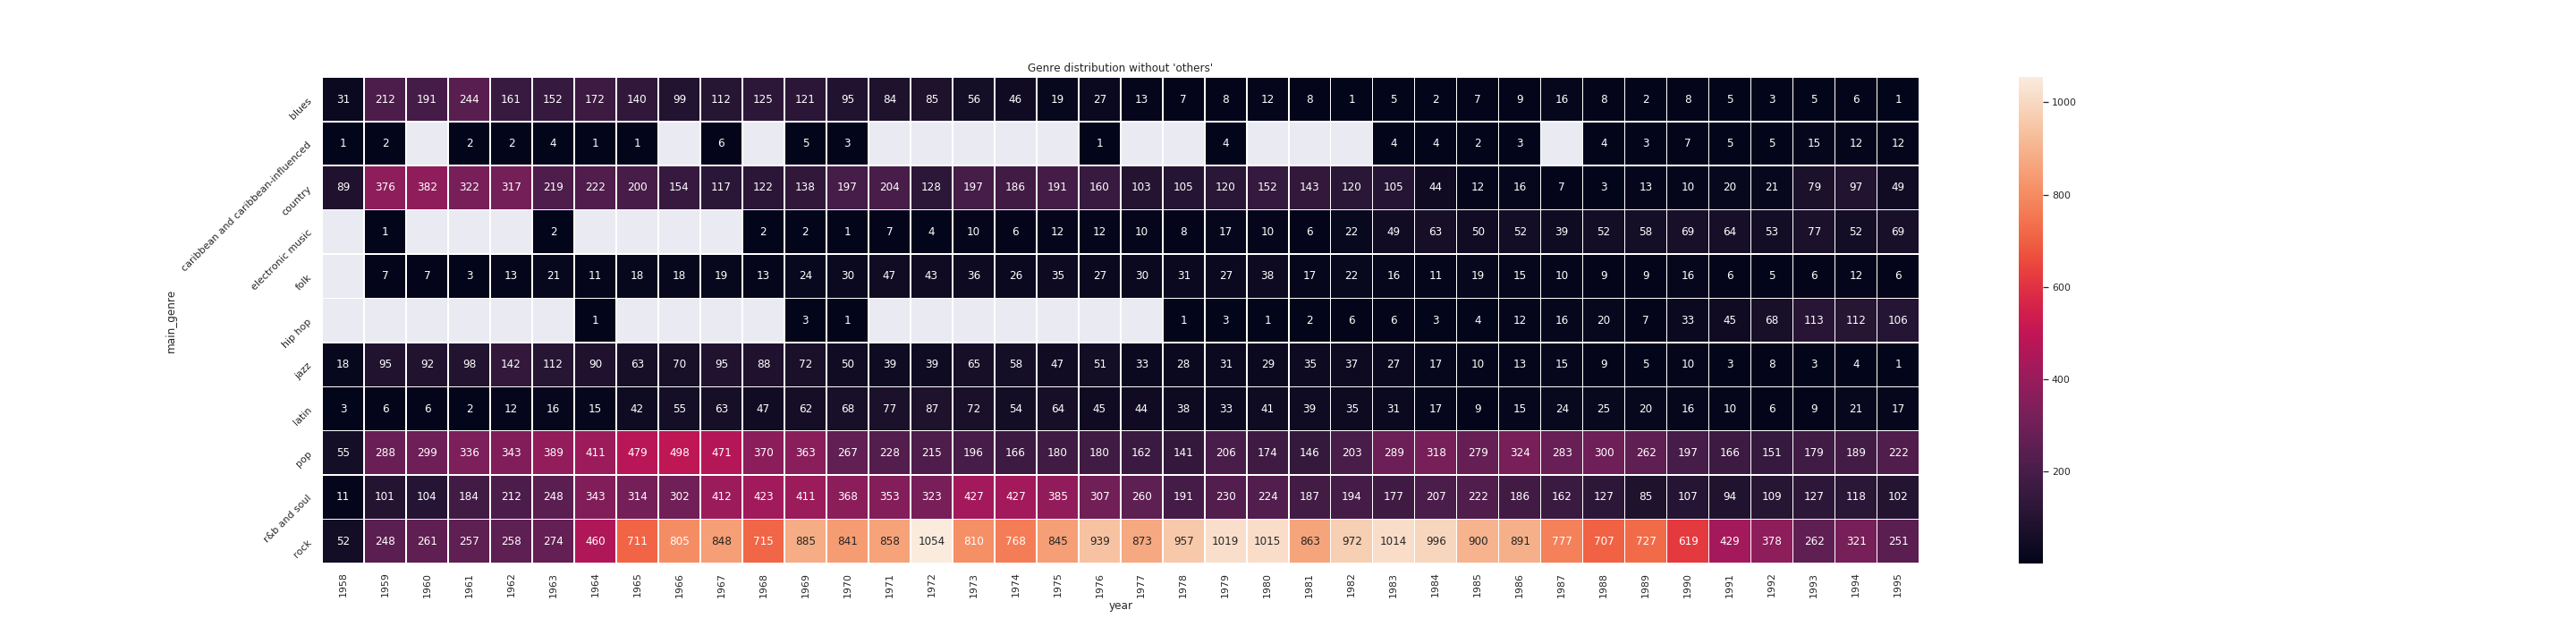 Genre distribution without 'others'
blues 31 212 191 244 161 152 172 140 99 112 125 121 95 84 85 56 46 19 27 13 7 8 12 8 1 5 2 7 9 16 8 2 8 5 3 5 6 1
caribbean and caribbean-influenced 1 2 2 2 4 1 1 6 5 3 1 4 4 4 2 3 4 3 7 5 5 15 12 12
country 89 376 382 322 317 219 222 200 154 117 122 138 197 204 128 197 186 191 160 103 105 120 152 143 120 105 44 12 16 7 3 13 10 20 21 79 97 49
electronic music 1 2 2 2 1 7 4 10 6 12 12 10 8 17 10 6 22 49 63 50 52 39 52 58 69 64 53 77 52 69
folk 7 7 3 13 21 11 18 18 19 13 24 30 47 43 36 26 35 27 30 31 27 38 17 22 16 11 19 15 10 9 9 16 6 5 6 12 6
hip hop 1 3 1 1 3 1 2 6 6 3 4 12 16 20 7 33 45 68 113 112 106
jazz 18 95 92 98 142 112 90 63 70 95 88 72 50 39 39 65 58 47 51 33 28 31 29 35 37 27 17 10 13 15 9 5 10 3 8 3 4 1
latin 3 6 6 2 12 16 15 42 55 63 47 62 68 77 87 72 54 64 45 44 38 33 41 39 35 31 17 9 15 24 25 20 16 10 6 9 21 17
pop 55 288 299 336 343 389 411 479 498 471 370 363 267 228 215 196 166 180 180 162 141 206 174 146 203 289 318 279 324 283 300 262 197 166 151 179 189 222
r&b and soul 11 101 104 184 212 248 343 314 302 412 423 411 368 353 323 427 427 385 307 260 191 230 224 187 194 177 207 222 186 162 127 85 107 94 109 127 118 102
rock 52 248 261 257 258 274 460 711 805 848 715 885 841 858 1054 810 768 845 939 873 957 1019 1015 863 972 1014 996 900 891 777 707 727 619 429 378 262 321 251
1958 1959 1960 1961 1962 1963 1964 1965 1966 1967 1968 1969 1970 1971 1972 1973 1974 1975 1976 1977 1978 1979 1980 1981 1982 1983 1984 1985 1986 1987 1988 1989 1990 1991 1992 1993 1994 1995
year
main_genre
1000
800
600
400
200